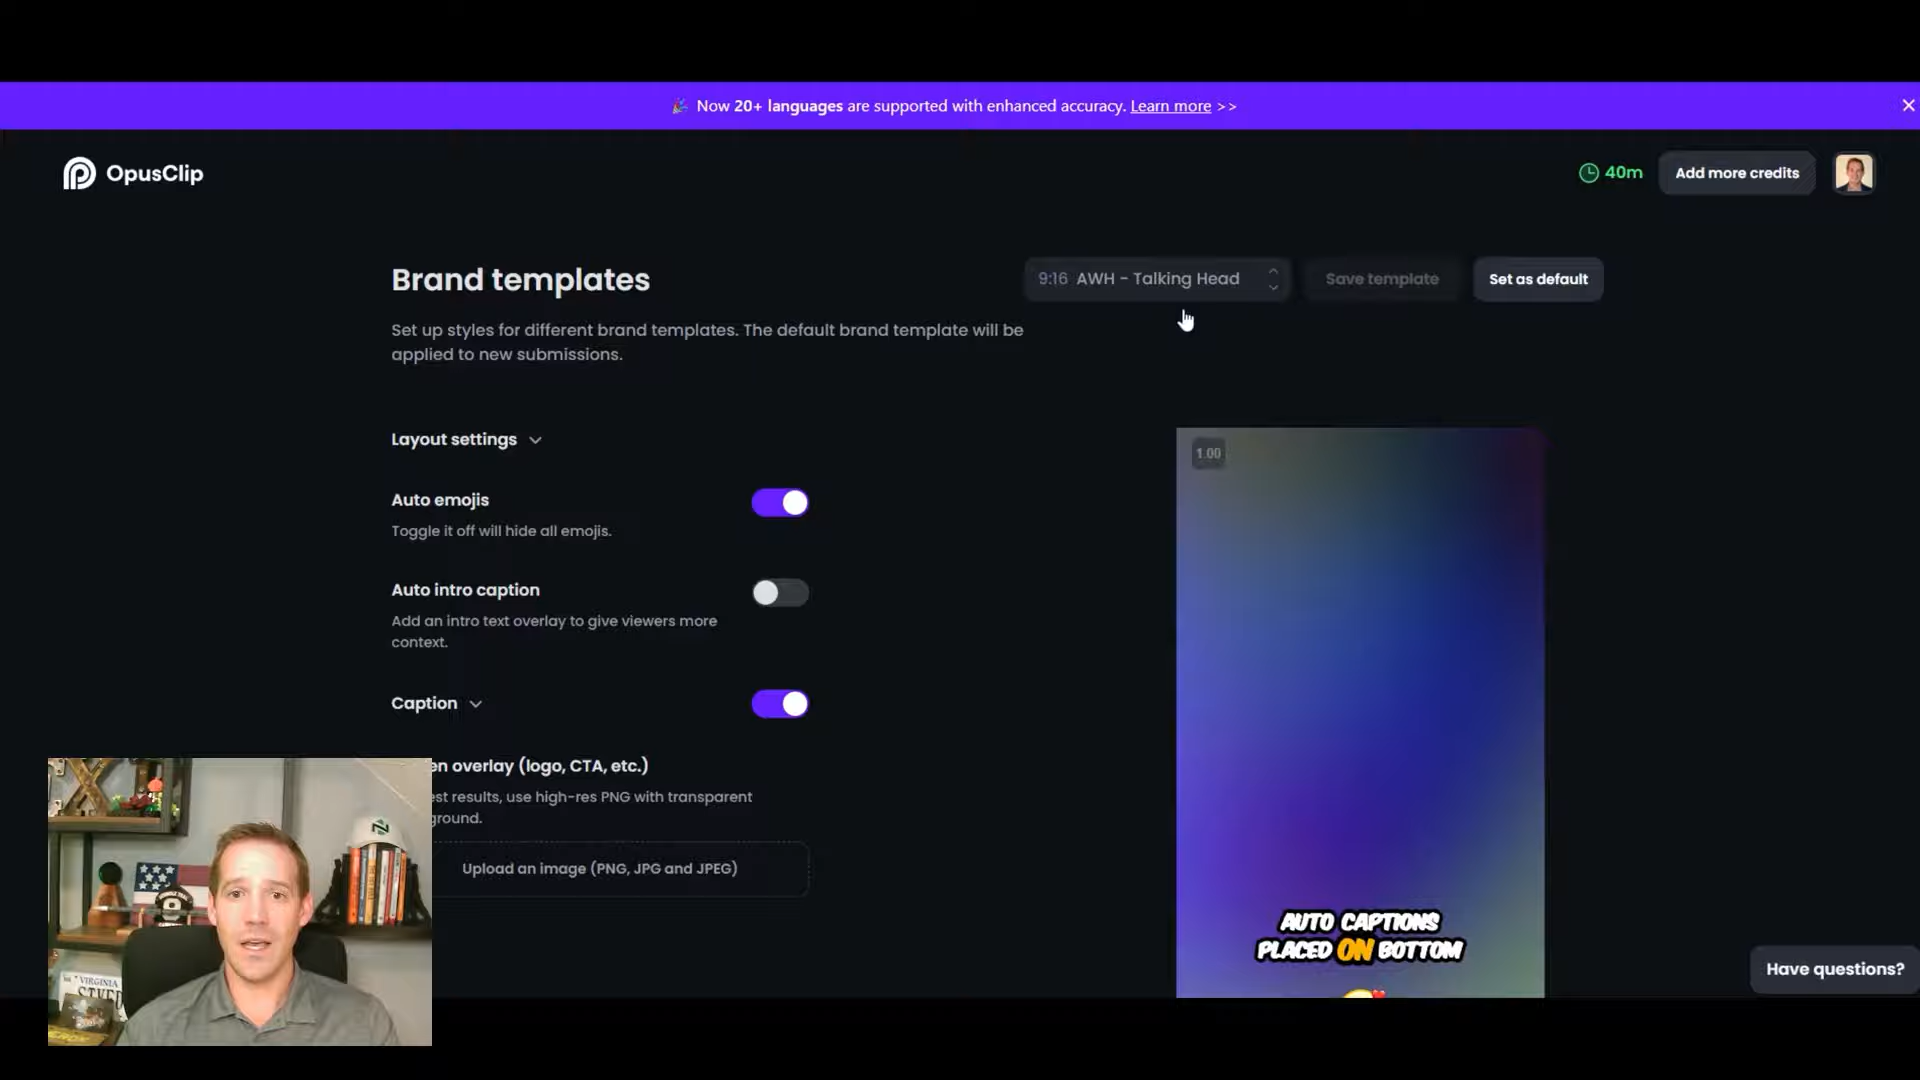 🎉 Now 20+ languages are supported with enhanced accuracy. Learn more >>
OpusClip
40m
Add more credits
Brand templates
9:16 AWH - Talking Head
Save template
Set as default
Set up styles for different brand templates. The default brand template will be
applied to new submissions.
Layout settings
1.00
Auto emojis
Toggle it off will hide all emojis.
Auto intro caption
Add an intro text overlay to give viewers more
context.
Caption
en overlay (logo, CTA, etc.)
est results, use high-res PNG with transparent
ground.
Upload an image (PNG, JPG and JPEG)
AUTO CAPTIONS
PLACED ON BOTTOM
Have questions?
VIRGINIA